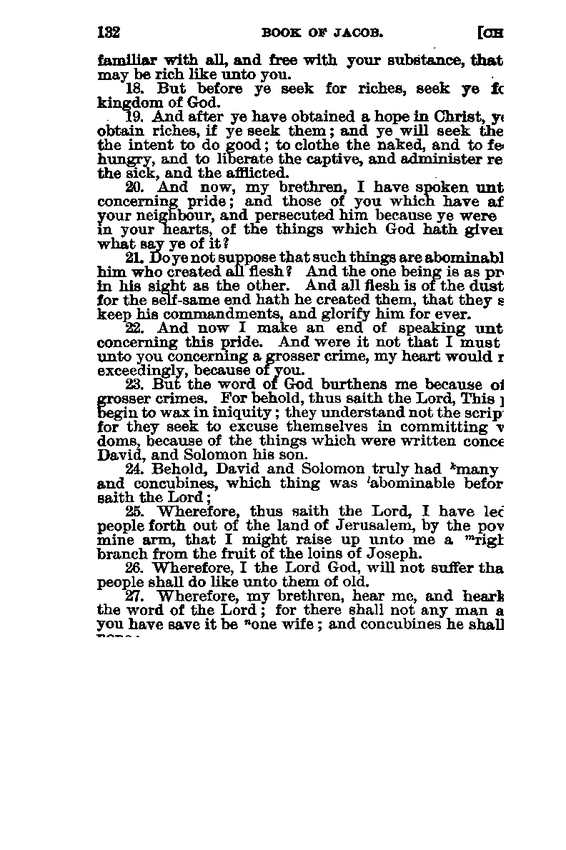 132 BOOK OF JACOB. [CH
familiar with all, and free with your substance, that
may be rich like unto you.
18. But before ye seek for riches, seek ye
kingdom of God.
19. And after ye have obtained a hope in Christ,
obtain riches, if ye seek them; and ye will seek the
the intent to do good; to clothe the naked, and to
hungry, and to liberate the captive, and administer re
the sick, and the afflicted.
20. And now, my brethren, I have spoken unt
concerning pride; and those of you which have af
your neighbour, and persecuted him because ye were
in your hearts, of the things which God hath
what say ye of it?
21. Do ye not suppose that such things are abominabl
him who created all flesh? And the one being is as
in his sight as the other. And all flesh is of the dust
for the self-same end hath he created them, that they s
keep his commandments, and glorify him for ever.
22. And now I make an end of speaking unt
concerning this pride. And were it not that I must
unto you concerning a grosser crime, my heart would r
exceedingly, because of you.
23. But the word of God burthens me because
grosser crimes. For behold, thus saith the Lord, This
begin to wax in iniquity; they understand not the scrip
for they seek to excuse themselves in committing
doms, because of the things which were written conce
David, and Solomon his son.
24. Behold, David and Solomon truly had ᵏmany
and concubines, which thing was ˡabominable befor
saith the Lord;
25. Wherefore, thus saith the Lord, I have
people forth out of the land of Jerusalem, by the
mine arm, that I might raise up unto me a ᵐrigh
branch from the fruit of the loins of Joseph.
26. Wherefore, I the Lord God, will not suffer tha
people shall do like unto them of old.
27. Wherefore, my brethren, hear me, and heark
the word of the Lord; for there shall not any man a
you have save it be ⁿone wife; and concubines he shall